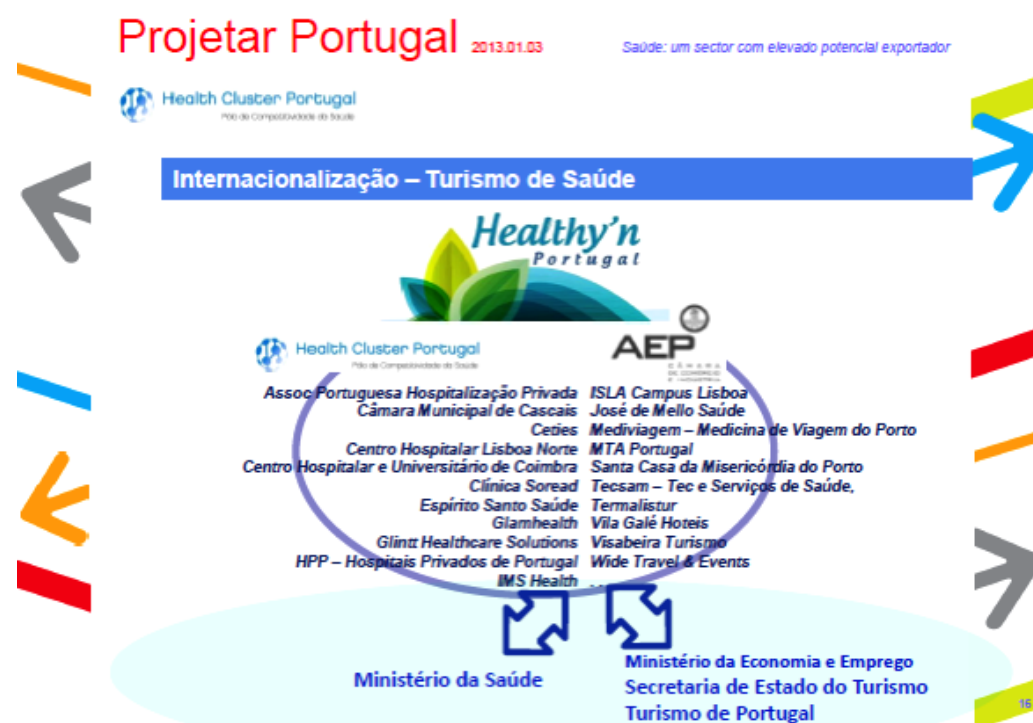 Projetar Portugal 2013.01.03
Saúde: um sector com elevado potencial exportador
Health Cluster Portugal
Pólo de Competitividade da Saúde
Internacionalização – Turismo de Saúde
Healthy'n
Portugal
Health Cluster Portugal
Pólo de Competitividade da Saúde
AEP
CÂMARA
DE COMÉRCIO
E INDÚSTRIA
Assoc Portuguesa Hospitalização Privada
Câmara Municipal de Cascais
Ceties
Centro Hospitalar Lisboa Norte
Centro Hospitalar e Universitário de Coimbra
Clínica Soread
Espírito Santo Saúde
Glamhealth
Glintt Healthcare Solutions
HPP – Hospitais Privados de Portugal
IMS Health
ISLA Campus Lisboa
José de Mello Saúde
Mediviagem – Medicina de Viagem do Porto
MTA Portugal
Santa Casa da Misericórdia do Porto
Tecsam – Tec e Serviços de Saúde,
Termalistur
Vila Galé Hoteis
Visabeira Turismo
Wide Travel & Events
...
Ministério da Saúde
Ministério da Economia e Emprego
Secretaria de Estado do Turismo
Turismo de Portugal
16